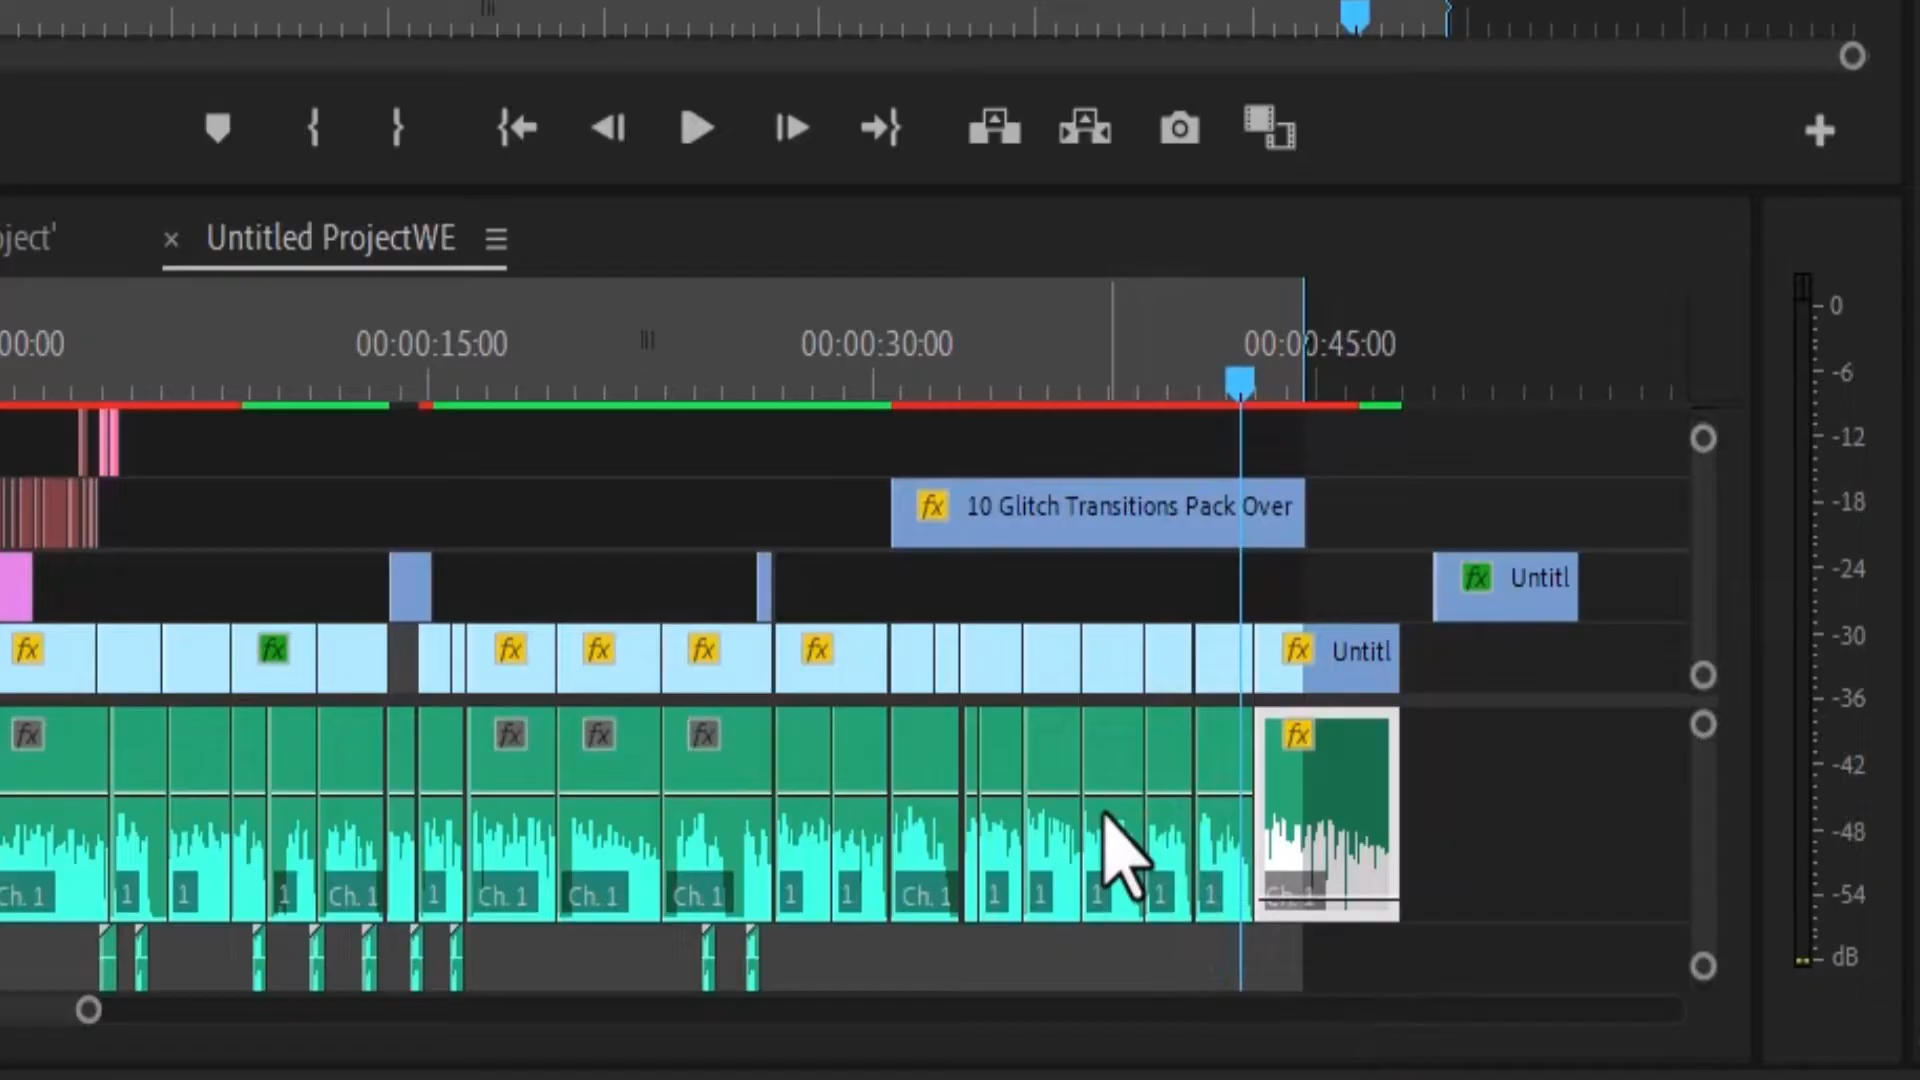 ject'
× Untitled ProjectWE
00:00 00:00:15:00 00:00:30:00 00:00:45:00
fx 10 Glitch Transitions Pack Over
fx Untitl
fx fx fx fx fx fx fx Untitl
fx fx fx fx fx
Ch. 1 1 1 1 Ch. 1 1 Ch. 1 Ch. 1 Ch. 1 1 1 Ch. 1 1 1 1 1 1 Ch. 1
0
-6
-12
-18
-24
-30
-36
-42
-48
-54
dB